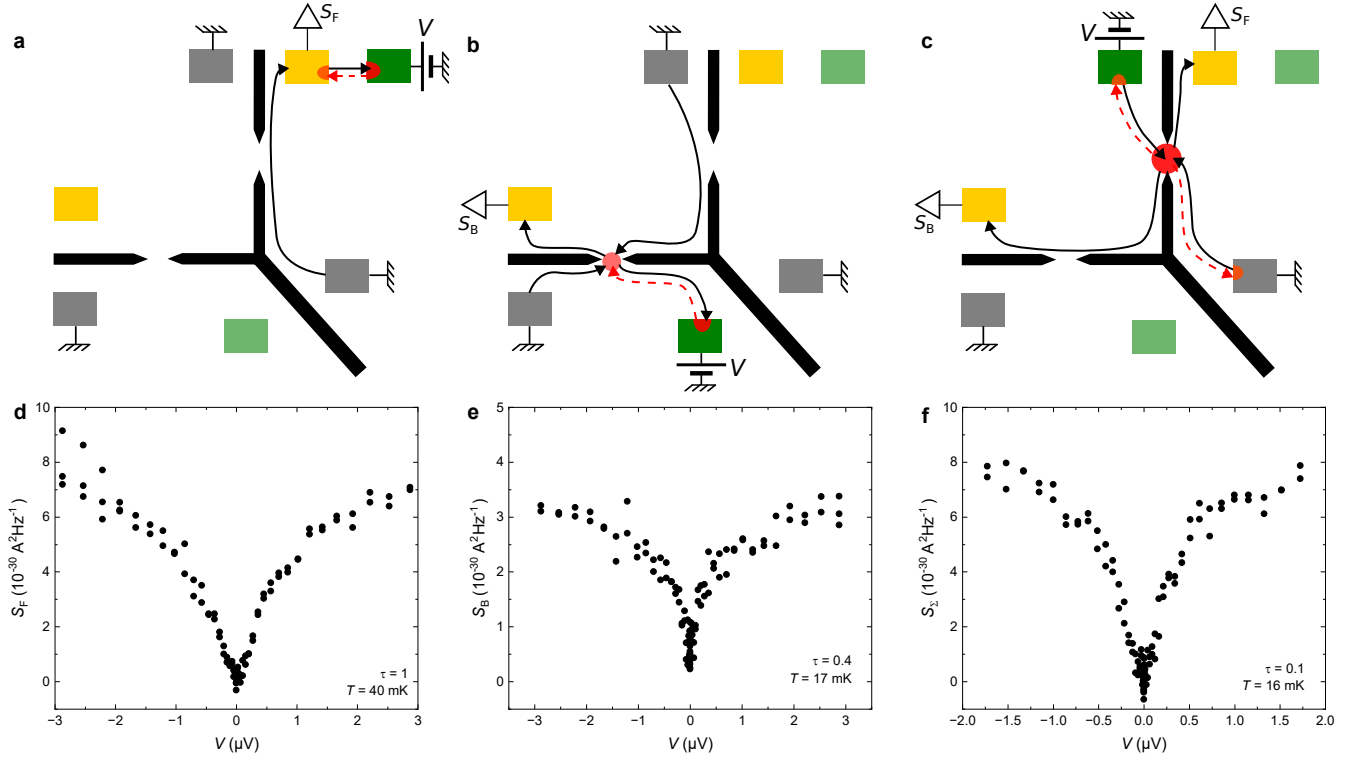 a
S_F
V
b
S_B
V
c
V
S_F
S_B
d
S_F (10⁻³⁰ A²Hz⁻¹)
10
8
6
4
2
0
−3
−2
−1
0
1
2
3
V (µV)
τ = 1
T = 40 mK
e
S_B (10⁻³⁰ A²Hz⁻¹)
5
4
3
2
1
0
−3
−2
−1
0
1
2
3
V (µV)
τ = 0.4
T = 17 mK
f
S_Σ (10⁻³⁰ A²Hz⁻¹)
10
8
6
4
2
0
−2.0
−1.5
−1.0
−0.5
0.0
0.5
1.0
1.5
2.0
V (µV)
τ = 0.1
T = 16 mK